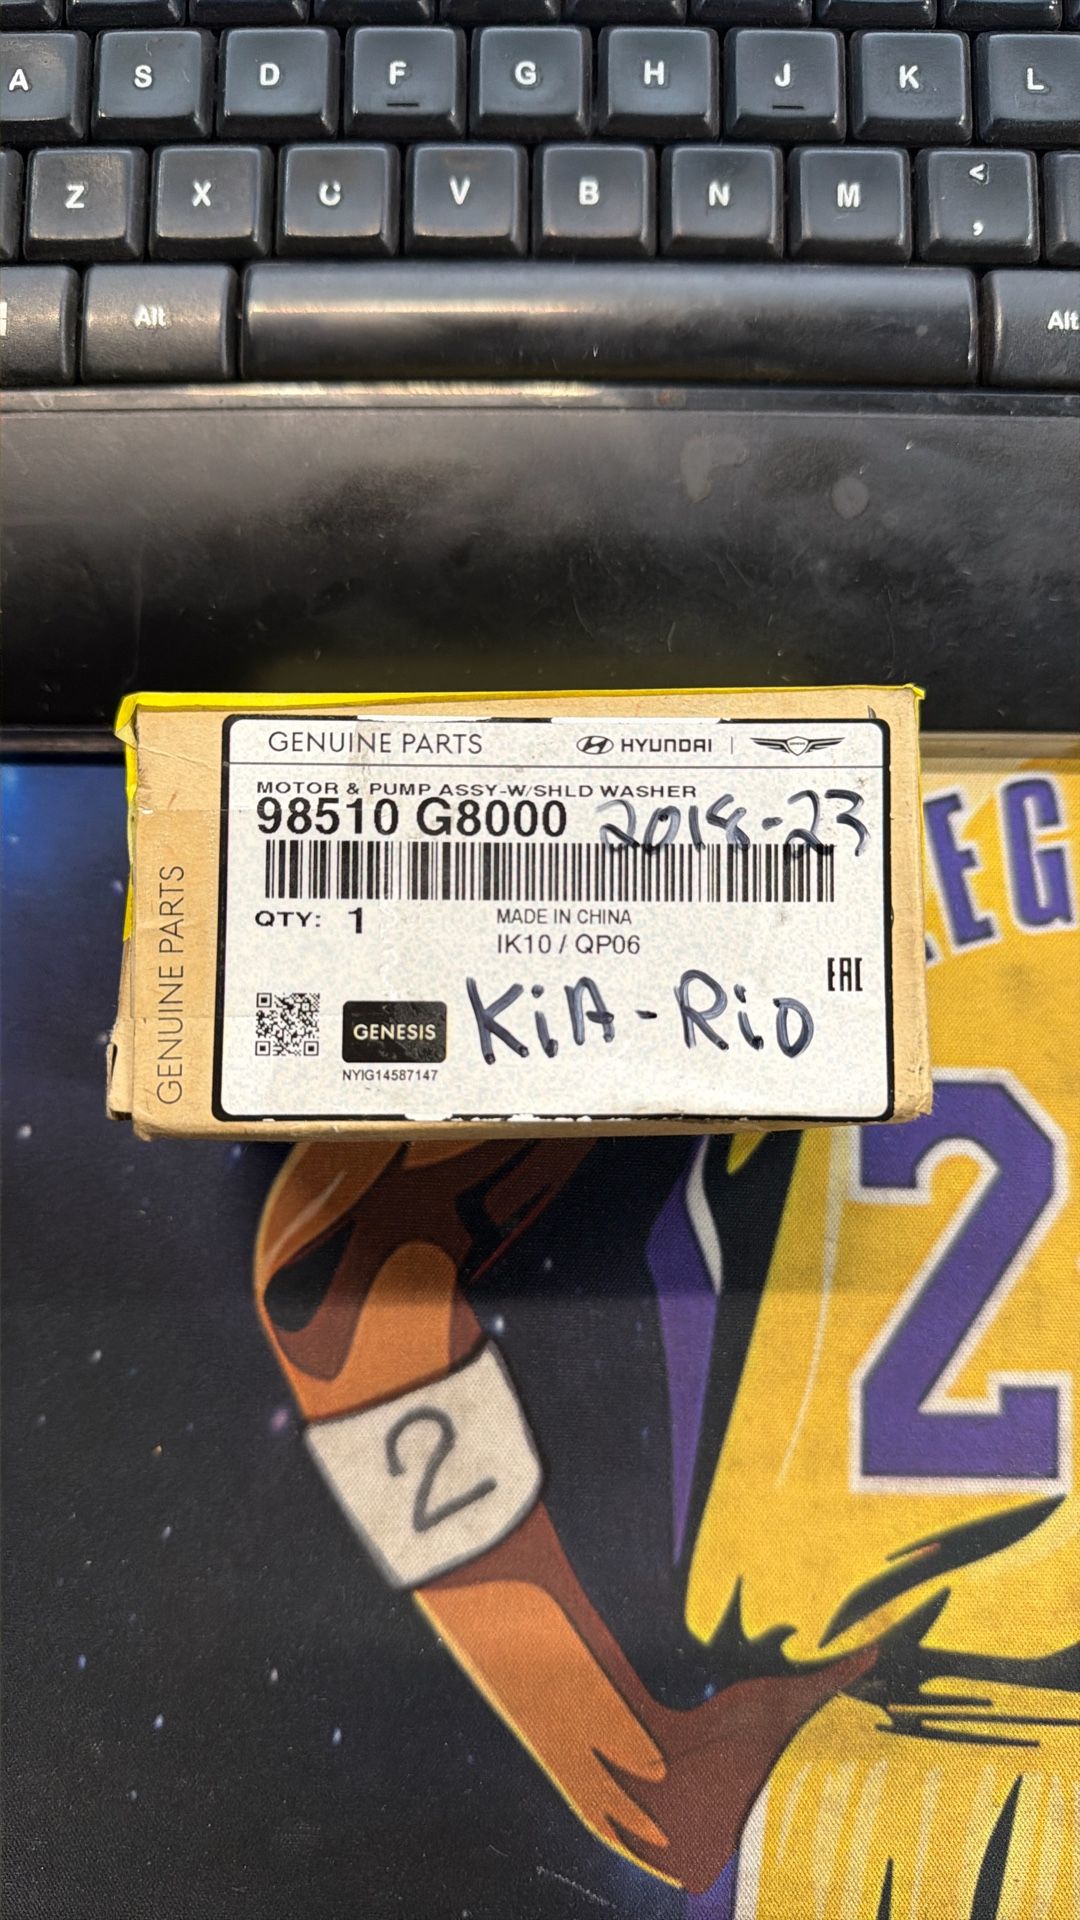 A S D F G H J K L
Z X C V B N M < ,
Alt Alt
GENUINE PARTS HYUNDAI
MOTOR & PUMP ASSY-W/SHLD WASHER
98510 G8000 2018-23
QTY: 1 MADE IN CHINA
IK10 / QP06
EAC
GENESIS KiA-Rio
NYIG14587147
GENUINE PARTS
EG
2
2